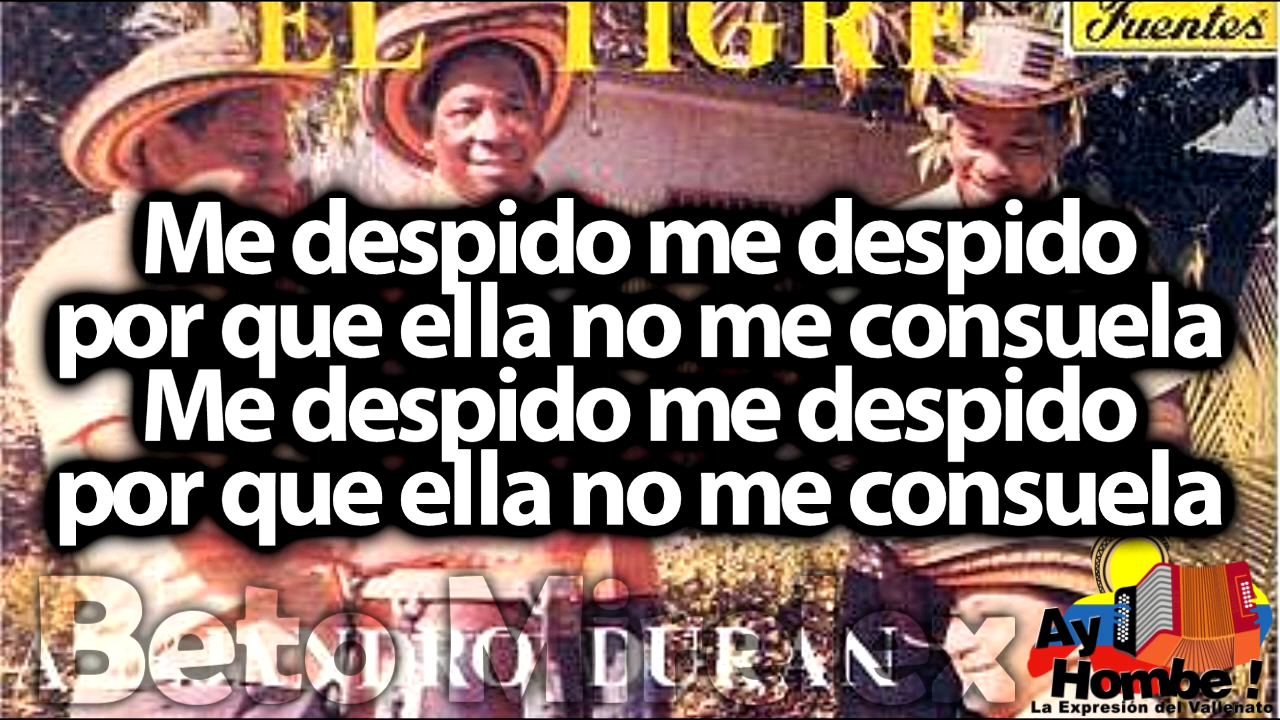 EL TIGRE
Fuentes
Me despido me despido
por que ella no me consuela
Me despido me despido
por que ella no me consuela
Beto
DURAN
Ay
Hombe !
La Expresión del Vallenato